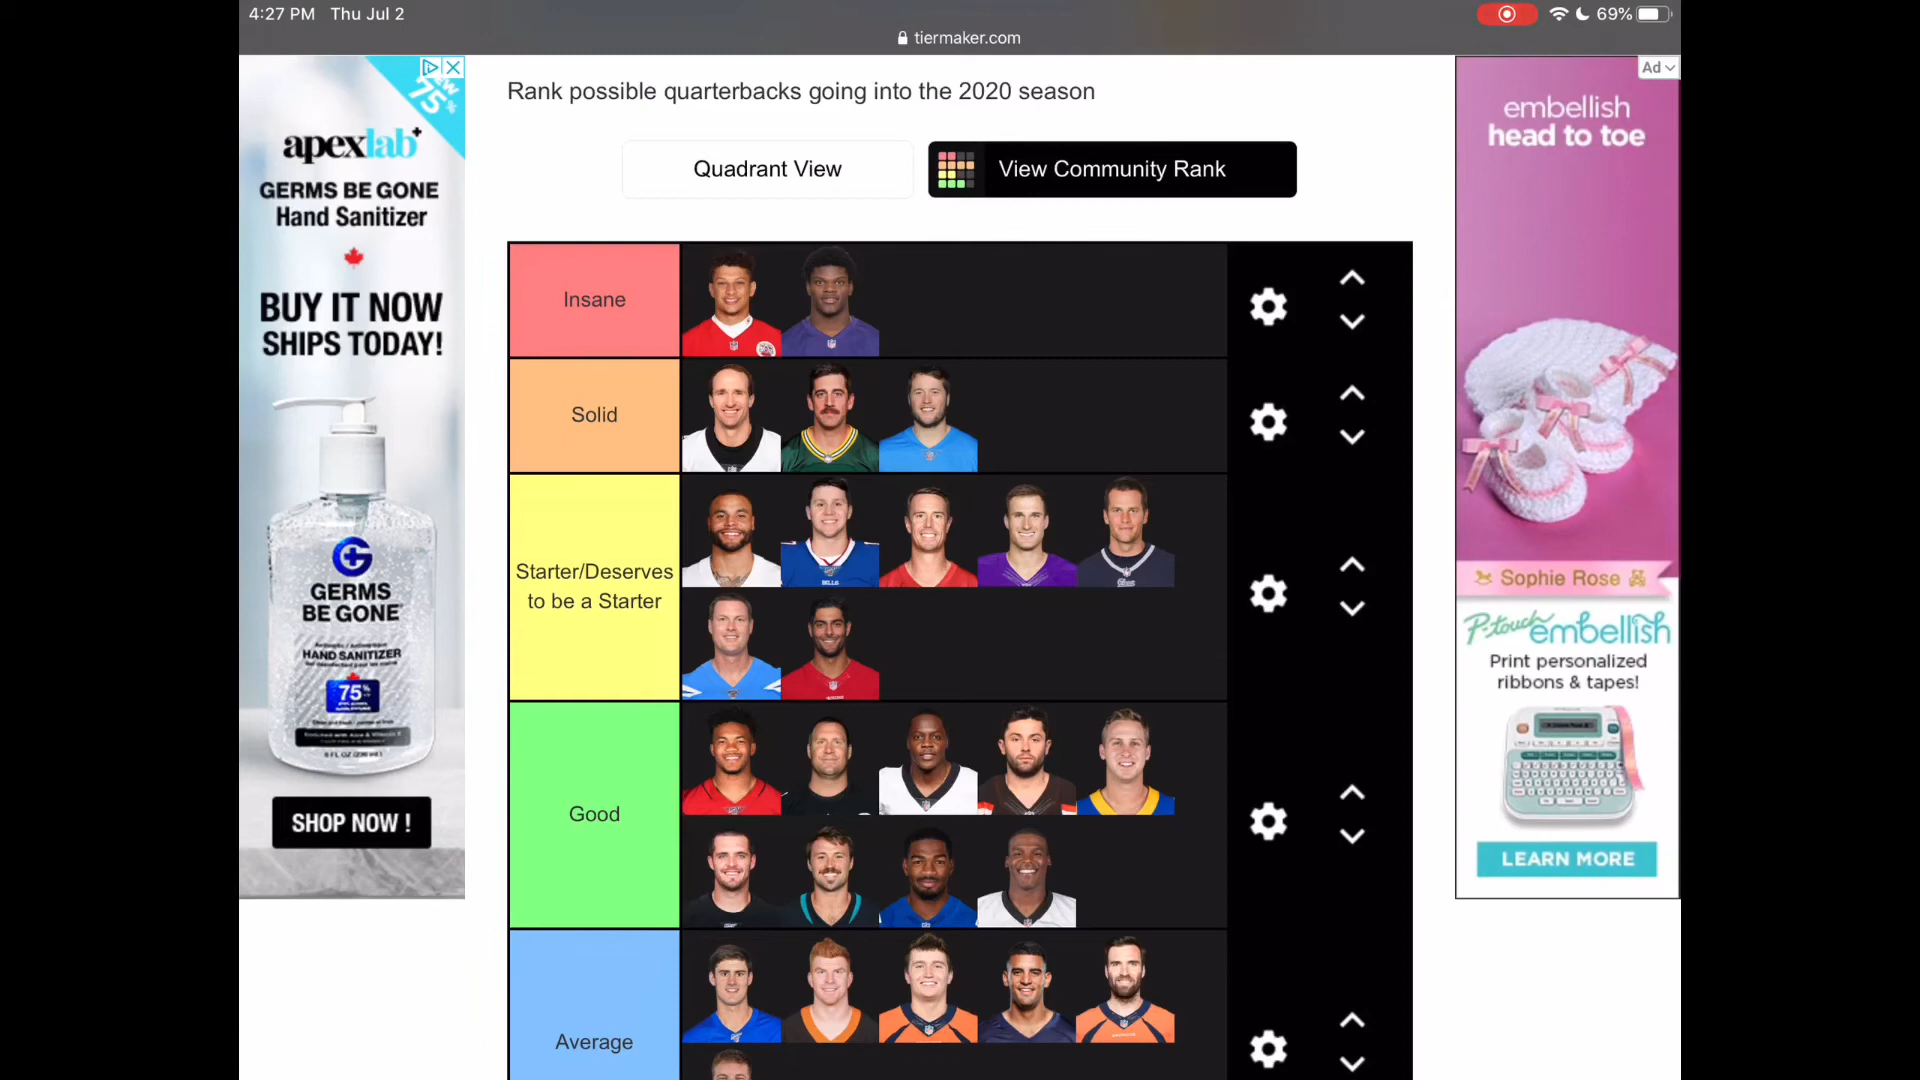 4:27 PM Thu Jul 2
69%
tiermaker.com
75%
apexlab+
GERMS BE GONE
Hand Sanitizer
BUY IT NOW
SHIPS TODAY!
GERMS
BE GONE
HAND SANITIZER
75%
SHOP NOW !
Rank possible quarterbacks going into the 2020 season
Quadrant View
View Community Rank
Insane
Solid
Starter/Deserves
to be a Starter
Good
Average
BILLS
Ad
embellish
head to toe
Sophie Rose
P-touch embellish
Print personalized
ribbons & tapes!
LEARN MORE